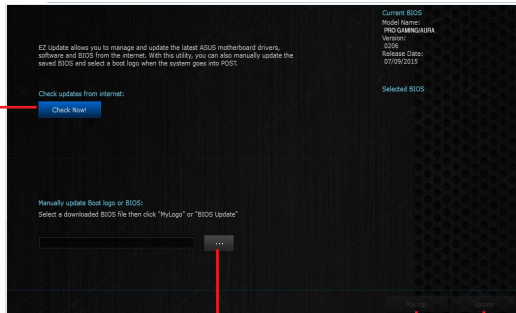 Current BIOS
Model Name:
PRO GAMING/AURA
Version:
0206
Release Date:
07/09/2015
EZ Update allows you to manage and update the latest ASUS motherboard drivers,
software and BIOS from the internet. With this utility, you can also manually update the
saved BIOS and select a boot logo when the system goes into POST.
Selected BIOS
Check updates from internet:
Check Now!
Manually update Boot logo or BIOS:
Select a downloaded BIOS file then click "MyLogo" or "BIOS Update"
...
MyLogo
Update